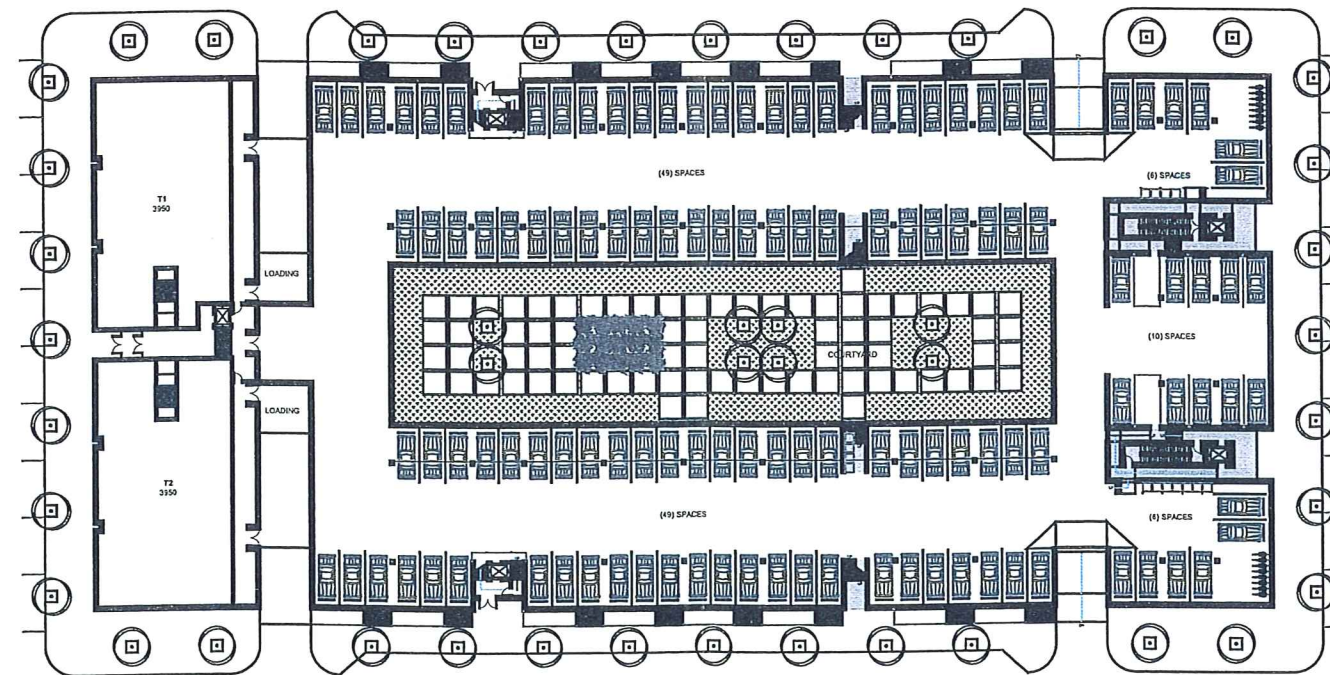 (49) SPACES
(6) SPACES
T1
3950
LOADING
(10) SPACES
COURTYARD
LOADING
T2
3950
(49) SPACES
(6) SPACES